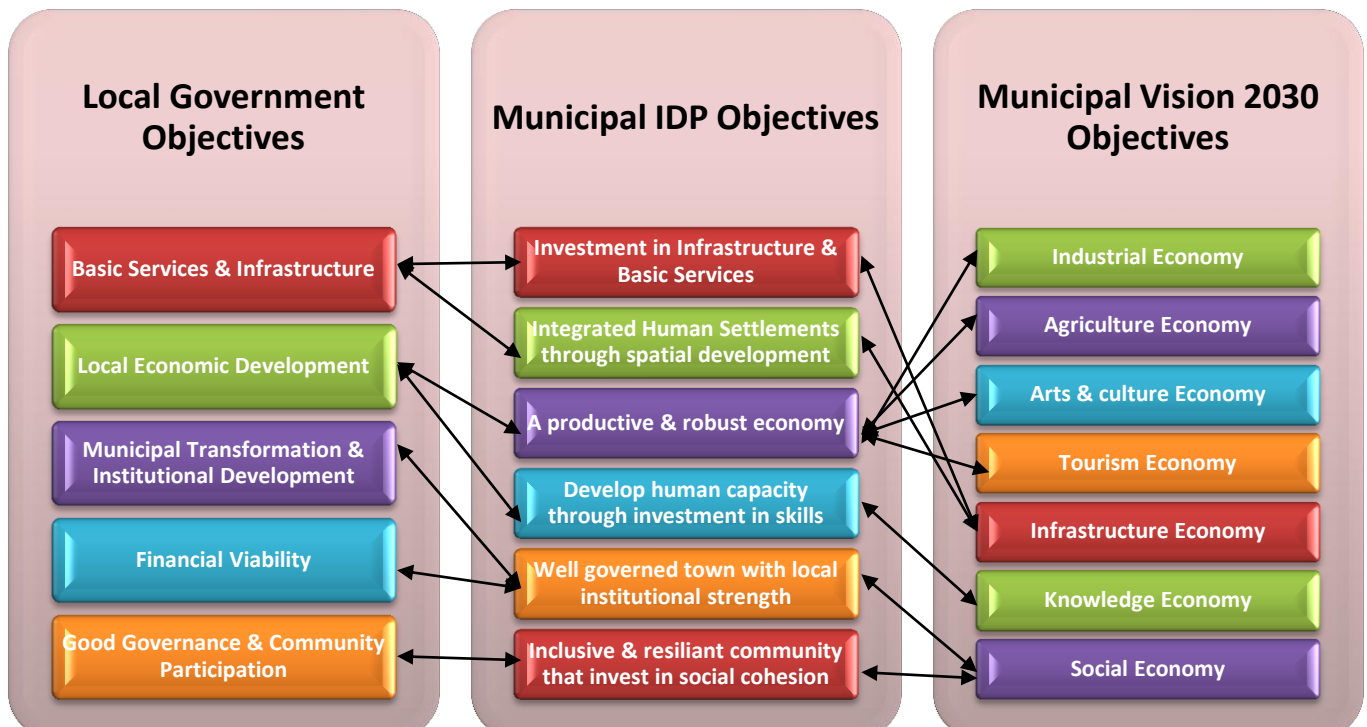 Local Government
Objectives
Basic Services & Infrastructure
Local Economic Development
Municipal Transformation &
Institutional Development
Financial Viability
Good Governance & Community
Participation
Municipal IDP Objectives
Investment in Infrastructure &
Basic Services
Integrated Human Settlements
through spatial development
A productive & robust economy
Develop human capacity
through investment in skills
Well governed town with local
institutional strength
Inclusive & resiliant community
that invest in social cohesion
Municipal Vision 2030
Objectives
Industrial Economy
Agriculture Economy
Arts & culture Economy
Tourism Economy
Infrastructure Economy
Knowledge Economy
Social Economy